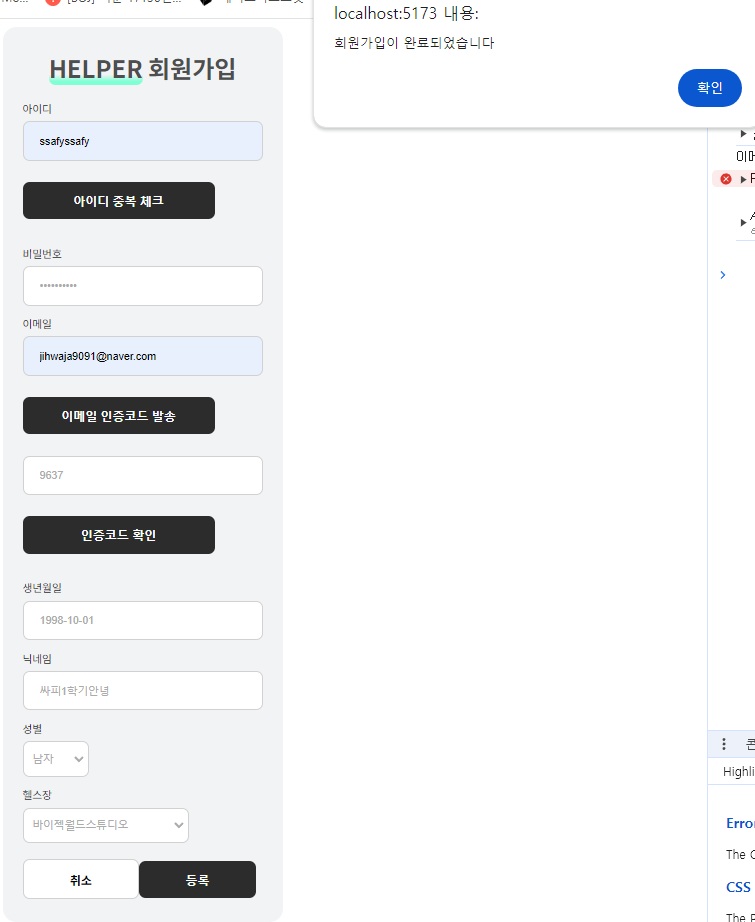 localhost:5173 내용:
회원가입이 완료되었습니다
확인
HELPER 회원가입
아이디
ssafyssafy
아이디 중복 체크
비밀번호
••••••••••
이메일
jihwaja9091@naver.com
이메일 인증코드 발송
9637
인증코드 확인
생년월일
1998-10-01
닉네임
싸피1학기안녕
성별
남자
헬스장
바이젝월드스튜디오
취소
등록
The
CSS
The